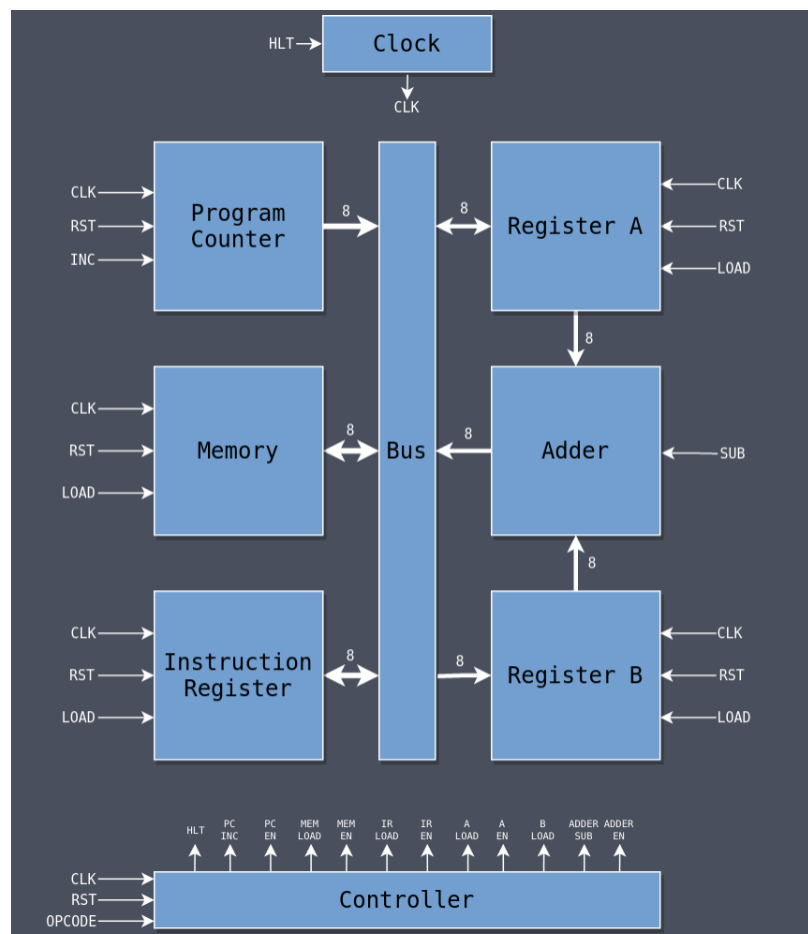 HLT
Clock
CLK
CLK
RST
INC
Program
Counter
8
8
Register A
CLK
RST
LOAD
8
CLK
RST
LOAD
Memory
8
Bus
8
Adder
SUB
8
CLK
RST
LOAD
Instruction
Register
8
8
Register B
CLK
RST
LOAD
HLT
PC
INC
PC
EN
MEM
LOAD
MEM
EN
IR
LOAD
IR
EN
A
LOAD
A
EN
B
LOAD
ADDER
SUB
ADDER
EN
CLK
RST
OPCODE
Controller